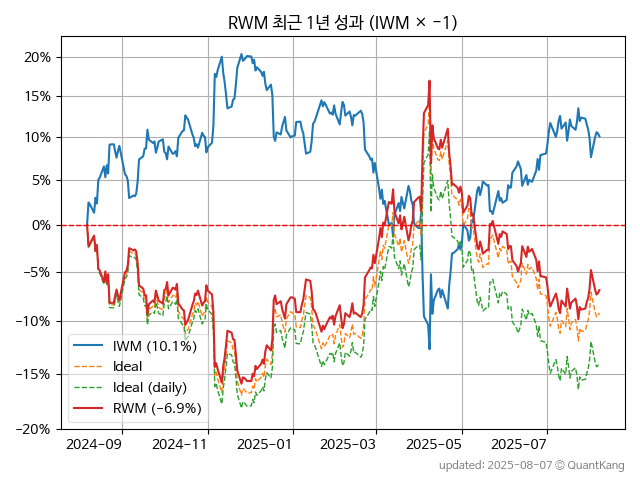 RWM 최근 1년 성과 (IWM × −1)
20%
15%
10%
5%
0%
−5%
−10%
−15%
−20%
IWM (10.1%)
Ideal
Ideal (daily)
RWM (−6.9%)
2024-09
2024-11
2025-01
2025-03
2025-05
2025-07
updated: 2025-08-07 © QuantKang